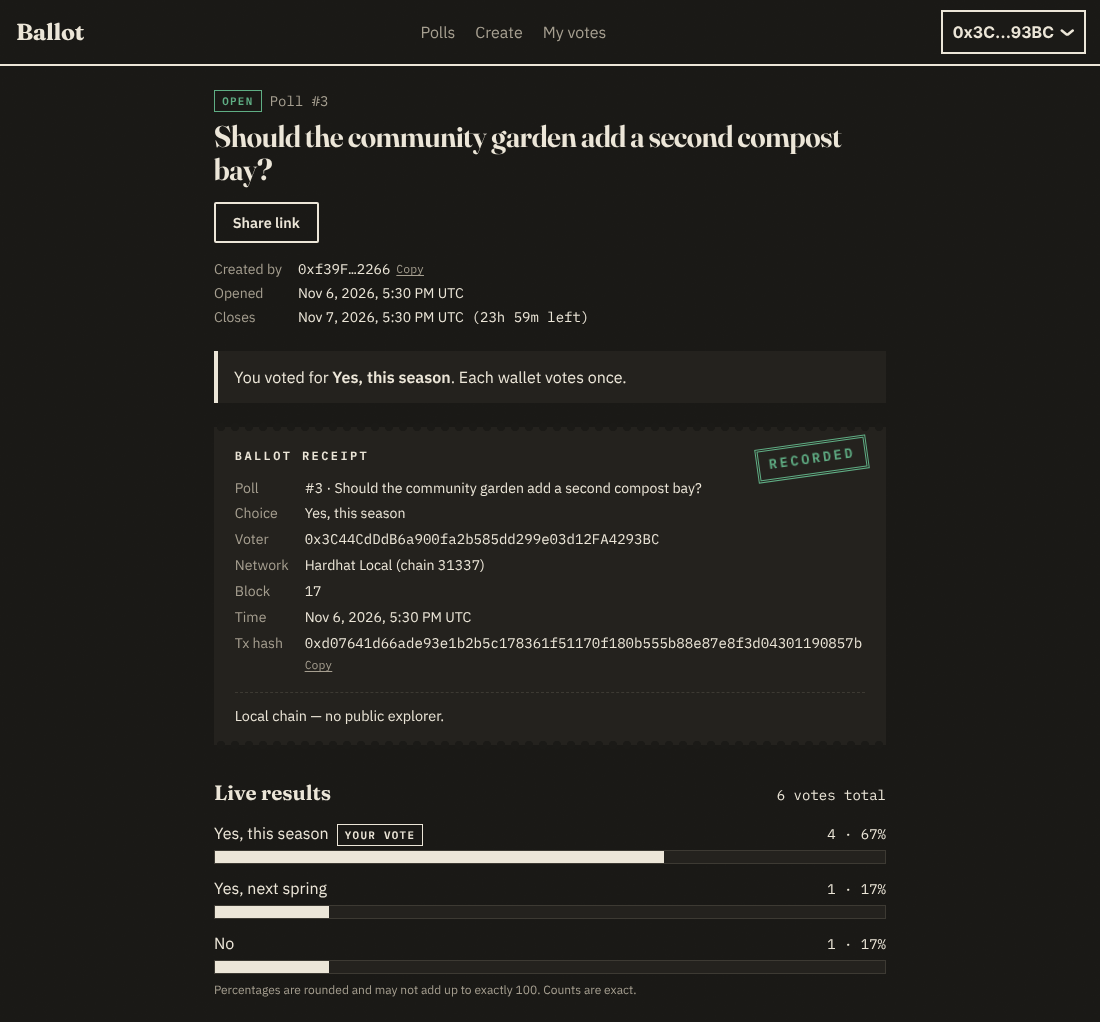 Ballot
Polls Create My votes
0x3C...93BC
OPEN Poll #3
Should the community garden add a second compost
bay?
Share link
Created by 0xf39F…2266 Copy
Opened Nov 6, 2026, 5:30 PM UTC
Closes Nov 7, 2026, 5:30 PM UTC (23h 59m left)
You voted for Yes, this season. Each wallet votes once.
BALLOT RECEIPT
RECORDED
Poll #3 · Should the community garden add a second compost bay?
Choice Yes, this season
Voter 0x3C44CdDdB6a900fa2b585dd299e03d12FA4293BC
Network Hardhat Local (chain 31337)
Block 17
Time Nov 6, 2026, 5:30 PM UTC
Tx hash 0xd07641d66ade93e1b2b5c178361f51170f180b555b88e87e8f3d04301190857b
Copy
Local chain — no public explorer.
Live results 6 votes total
Yes, this season YOUR VOTE 4 · 67%
Yes, next spring 1 · 17%
No 1 · 17%
Percentages are rounded and may not add up to exactly 100. Counts are exact.